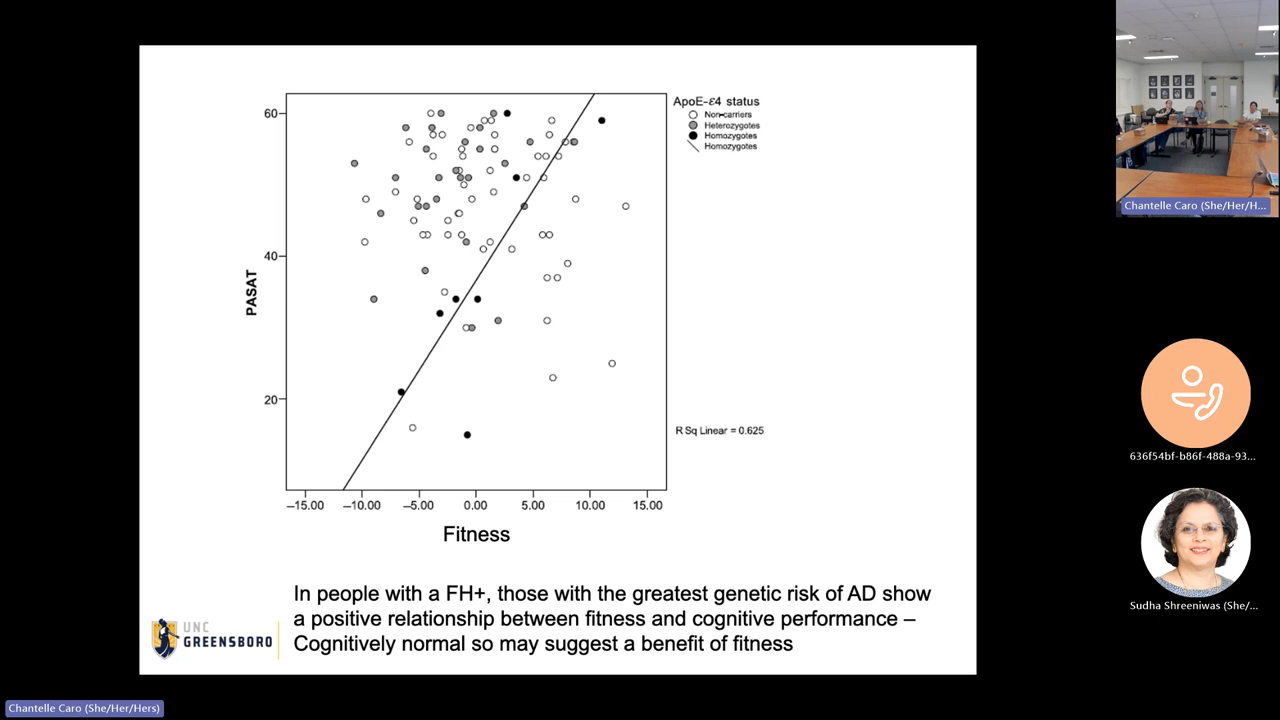 ApoE-ε4 status
Non-carriers
Heterozygotes
Homozygotes
Homozygotes
60
40
20
PASAT
R Sq Linear = 0.625
−15.00 −10.00 −5.00 0.00 5.00 10.00 15.00
Fitness
In people with a FH+, those with the greatest genetic risk of AD show
a positive relationship between fitness and cognitive performance –
Cognitively normal so may suggest a benefit of fitness
UNC
GREENSBORO
Chantelle Caro (She/Her/H...
636f54bf-b86f-488a-93...
Sudha Shreeniwas (She/...
Chantelle Caro (She/Her/Hers)